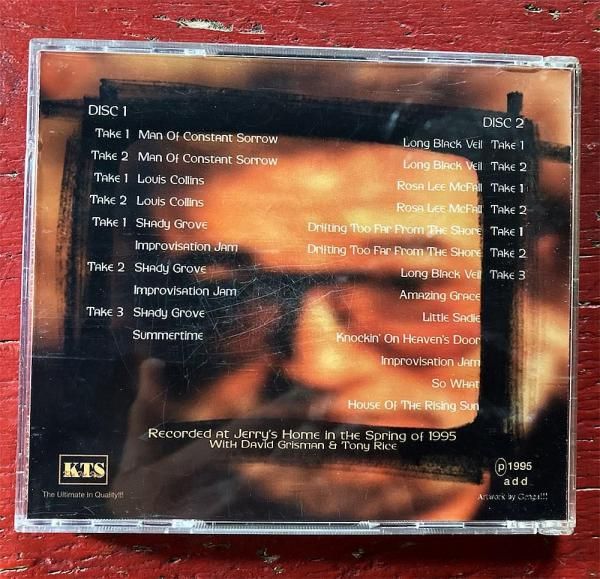 DISC 1
Take 1 Man Of Constant Sorrow
Take 2 Man Of Constant Sorrow
Take 1 Louis Collins
Take 2 Louis Collins
Take 1 Shady Grove
Improvisation Jam
Take 2 Shady Grove
Improvisation Jam
Take 3 Shady Grove
Summertime
DISC 2
Long Black Veil Take 1
Long Black Veil Take 2
Rosa Lee McFall Take 1
Rosa Lee McFall Take 2
Drifting Too Far From The Shore Take 1
Drifting Too Far From The Shore Take 2
Long Black Veil Take 3
Amazing Grace
Little Sadie
Knockin' On Heaven's Door
Improvisation Jam
So What
House Of The Rising Sun
Recorded at Jerry's Home in the Spring of 1995
With David Grisman & Tony Rice
KTS
The Ultimate in Quality!!!
℗ 1995
a d d
Artwork by